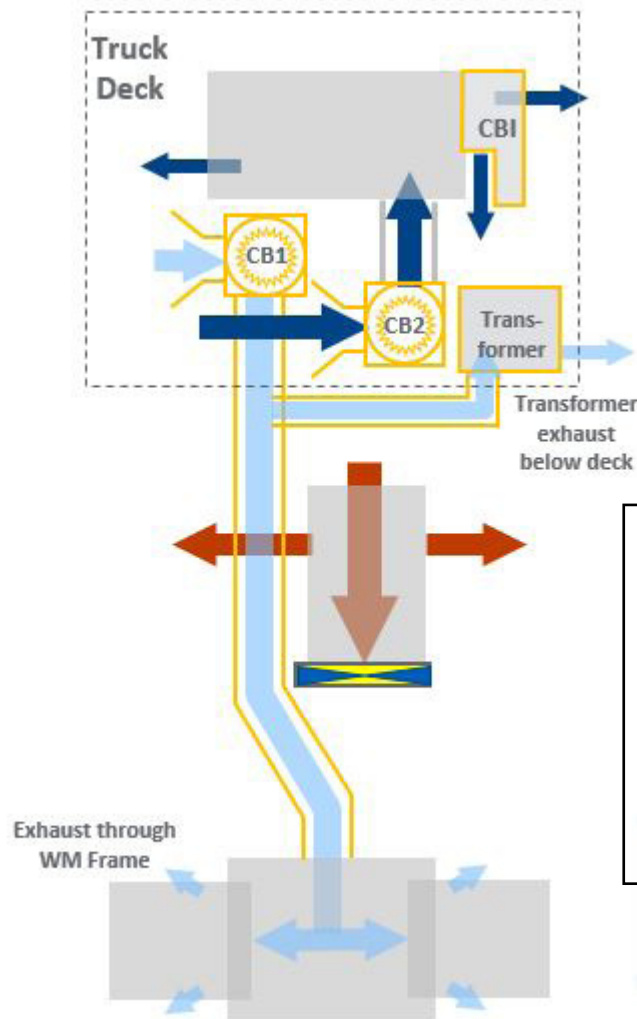 Truck
Deck
CBI
CB1
CB2
Trans-
former
Transformer
exhaust
below deck
Exhaust through
WM Frame